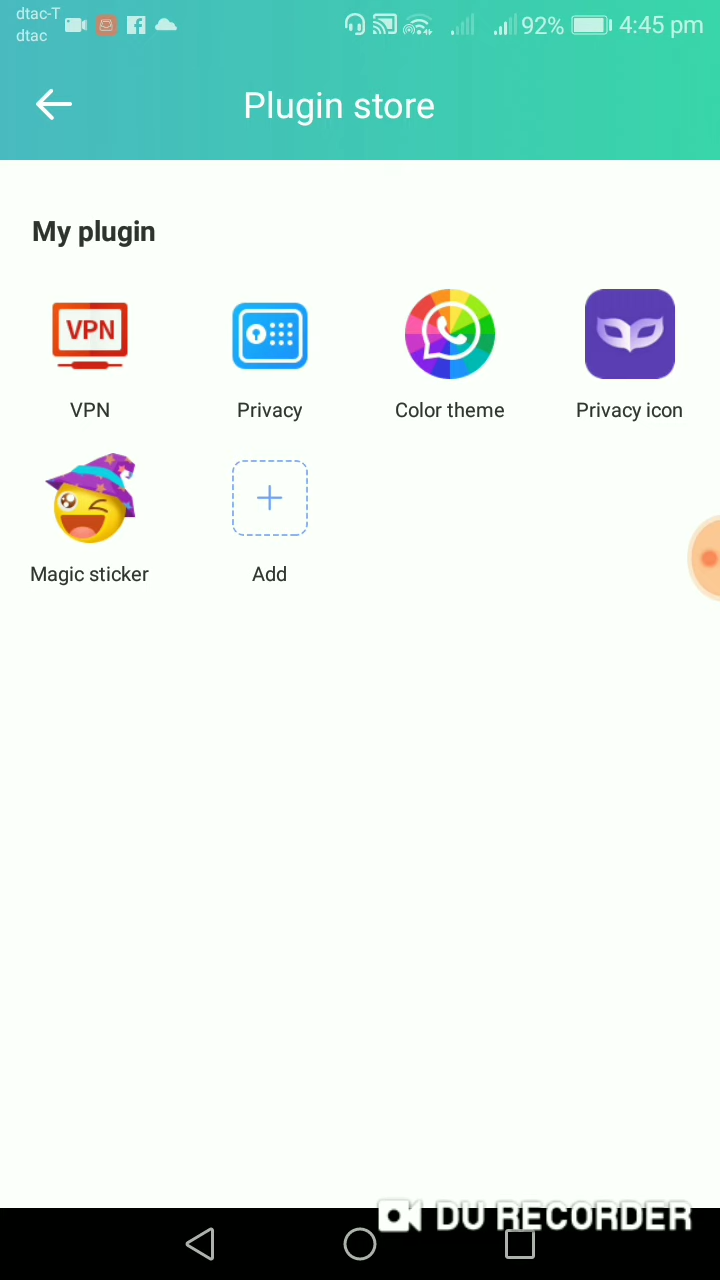 dtac-T
dtac
92% 4:45 pm
Plugin store
My plugin
VPN
VPN
Privacy
Color theme
Privacy icon
Magic sticker
Add
DU RECORDER